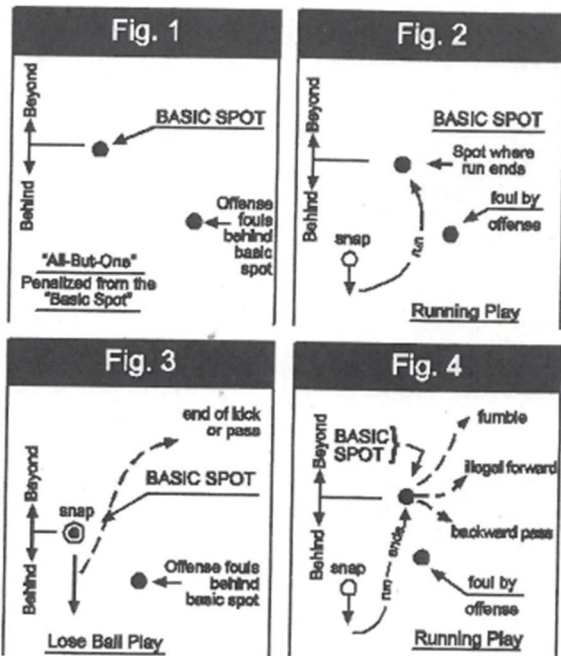 Fig. 1
Beyond
Behind
BASIC SPOT
Offense
fouls
behind
basic
spot
"All-But-One"
Penalized from the
"Basic Spot"
Fig. 2
Beyond
Behind
BASIC SPOT
Spot where
run ends
foul by
offense
snap
run
Running Play
Fig. 3
end of kick
or pass
Beyond
Behind
BASIC SPOT
snap
Offense fouls
behind
basic spot
Lose Ball Play
Fig. 4
Beyond
Behind
BASIC
SPOT
fumble
illegal forward
backward pass
snap
run ends
foul by
offense
Running Play